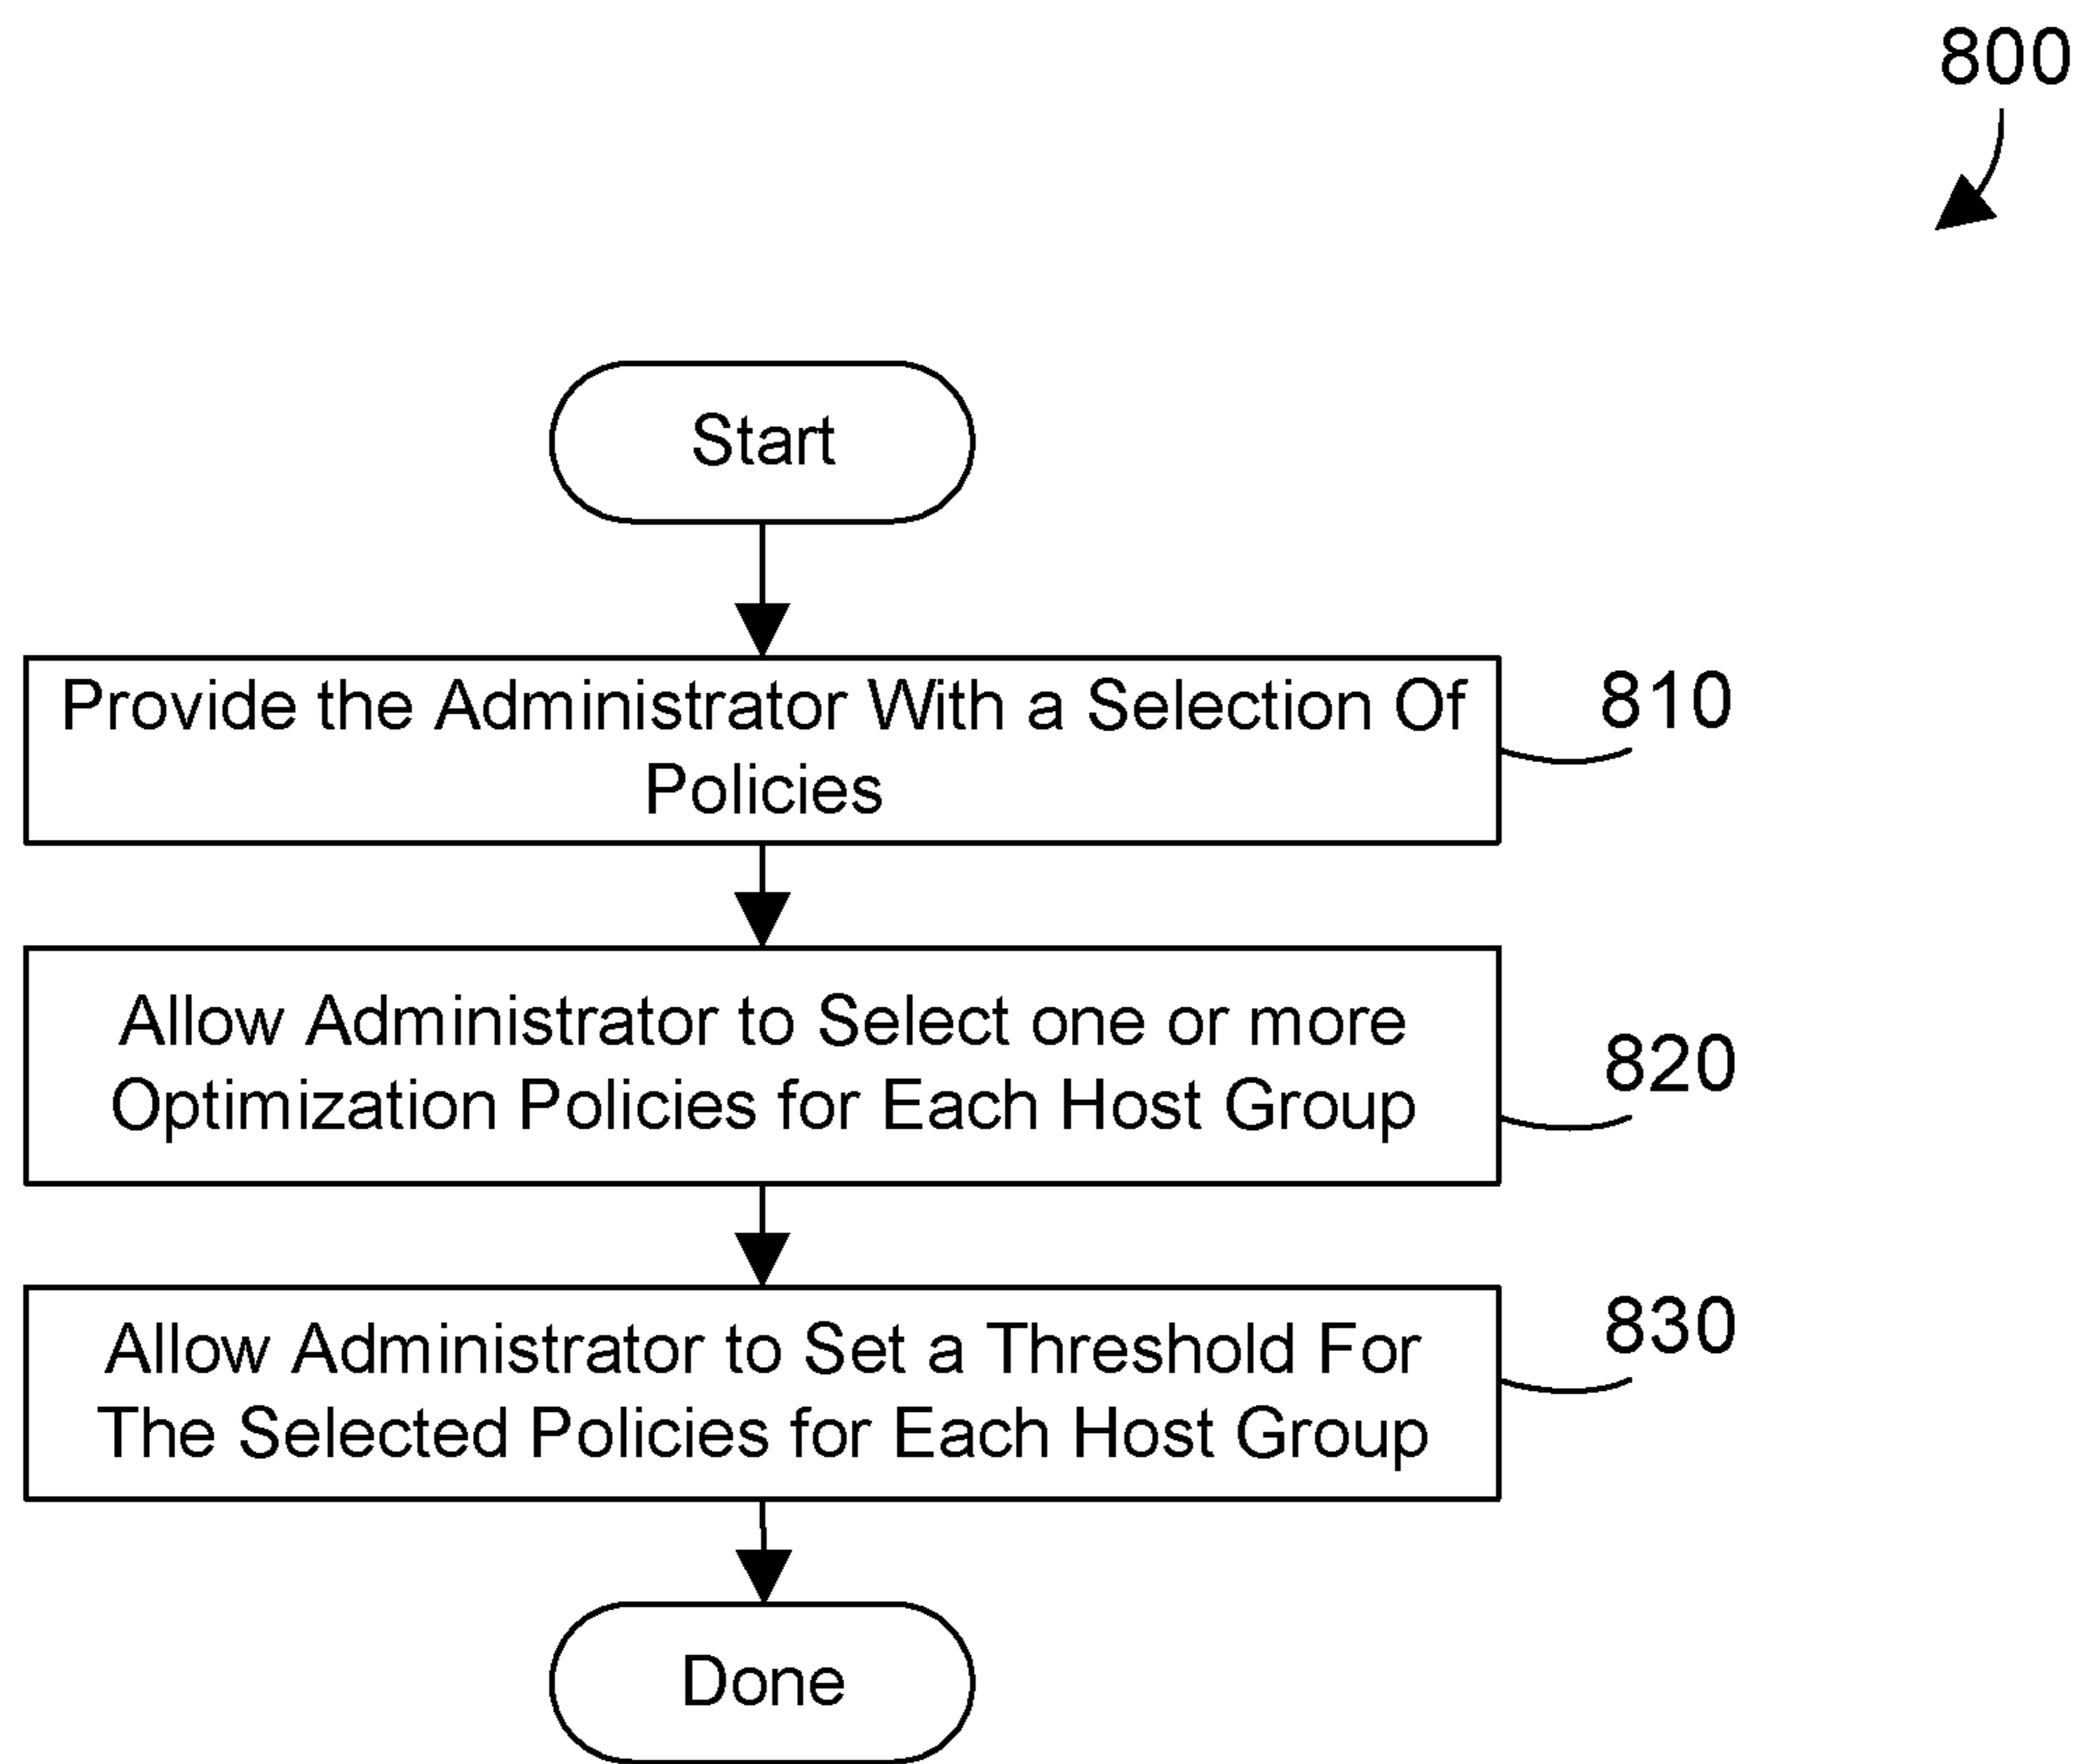 800
Start
Provide the Administrator With a Selection Of
Policies
810
Allow Administrator to Select one or more
Optimization Policies for Each Host Group
820
Allow Administrator to Set a Threshold For
The Selected Policies for Each Host Group
830
Done